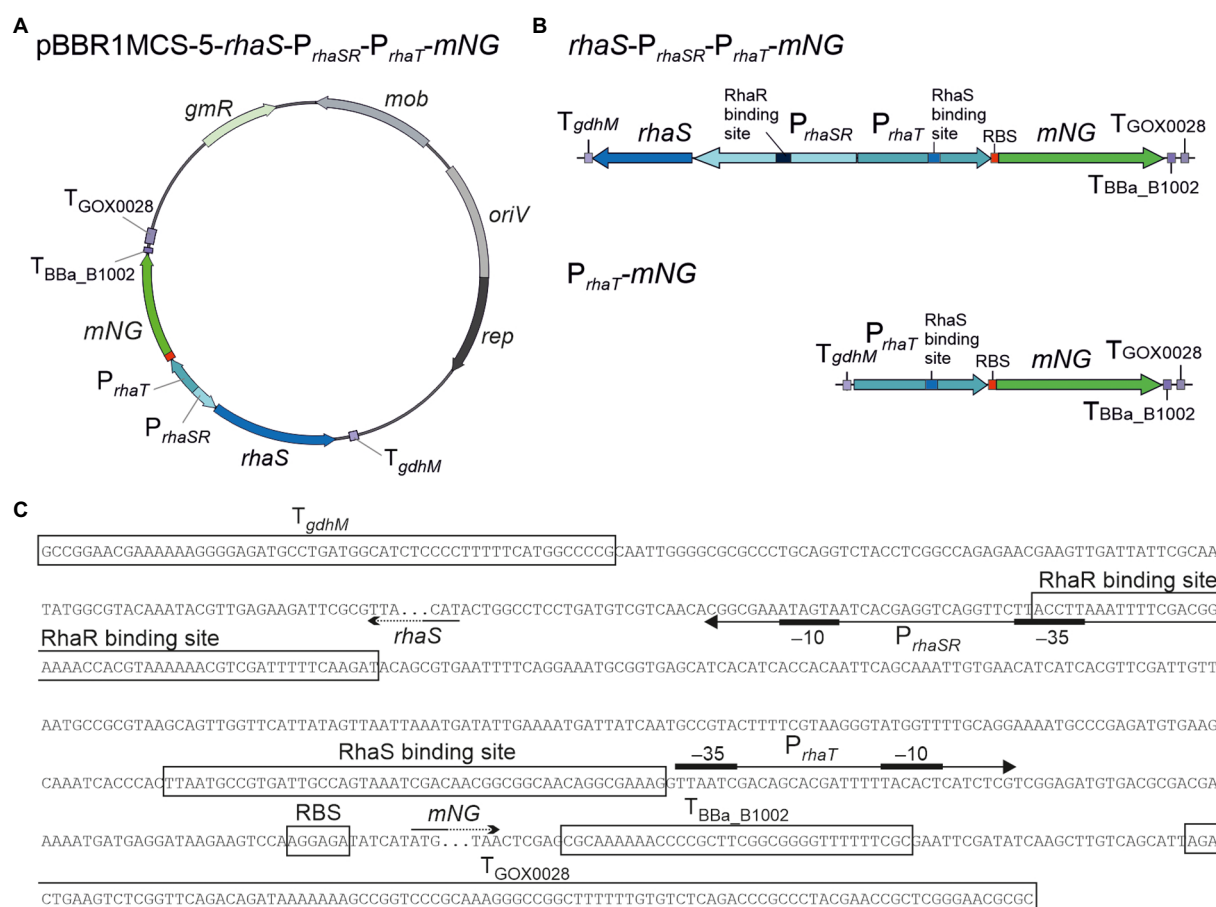 A
pBBR1MCS-5-rhaS-PrhaSR-PrhaT-mNG
gmR
mob
TGOX0028
oriV
TBBa_B1002
mNG
rep
PrhaT
PrhaSR
rhaS
TgdhM
B
rhaS-PrhaSR-PrhaT-mNG
TgdhM
rhaS
RhaR
binding
site
PrhaSR
PrhaT
RhaS
binding
site
RBS
mNG
TGOX0028
TBBa_B1002
PrhaT-mNG
TgdhM
PrhaT
RhaS
binding
site
RBS
mNG
TGOX0028
TBBa_B1002
C
TgdhM
GCCGGAACGAAAAAAGGGGAGATGCCTGATGGCATCTCCCCTTTTTCATGGCCCCGCAATTGGGGCGCGCCCTGCAGGTCTACCTCGGCCAGAGAACGAAGTTGATTATTCGCAA
RhaR binding site
TATGGCGTACAAATACGTTGAGAAGATTCGCGTTA...CATACTGGCCTCCTGATGTCGTCAACACGGCGAAATAGTAATCACGAGGTCAGGTTCTTACCTTAAATTTTCGACGG
rhaS
–10
PrhaSR
–35
RhaR binding site
AAAACCACGTAAAAAACGTCGATTTTTCAAGATACAGCGTGAATTTTCAGGAAATGCGGTGAGCATCACATCACCACAATTCAGCAAATTGTGAACATCATCACGTTCGATTGTT
AATGCCGCGTAAGCAGTTGGTTCATTATAGTTAATTAAATGATATTGAAAATGATTATCAATGCCGTACTTTTCGTAAGGGTATGGTTTTGCAGGAAAATGCCCGAGATGTGAAG
RhaS binding site
–35
PrhaT
–10
CAAATCACCCACTTAATGCCGTGATTGCCAGTAAATCGACAACGGCGGCAACAGGCGAAAGGTTAATCGACAGCACGATTTTTACACTCATCTCGTCGGAGATGTGACGCGACGA
RBS
mNG
TBBa_B1002
AAAATGATGAGGATAAGAAGTCCAAGGAGATATCATATG...TAACTCGAGCGCAAAAAACCCCGCTTCGGCGGGGTTTTTTCGCGAATTCGATATCAAGCTTGTCAGCATTAGA
TGOX0028
CTGAAGTCTCGGTTCAGACAGATAAAAAAAGCCGGTCCCGCAAAGGGCCGGCTTTTTTGTGTCTCAGACCCGCCCTACGAACCGCTCGGGAACGCGC